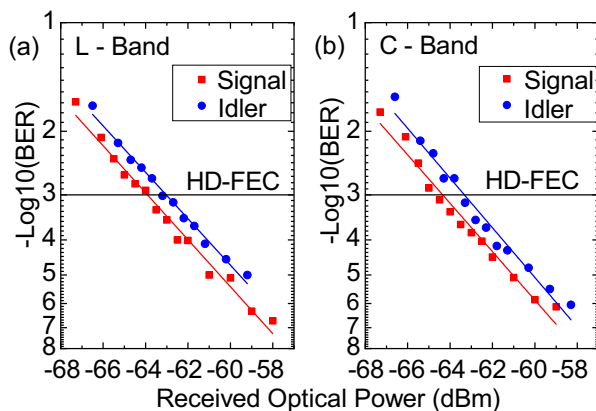 (a)
L - Band
Signal
Idler
HD-FEC
(b)
C - Band
Signal
Idler
HD-FEC
-Log10(BER)
1
2
3
4
5
6
7
8
-Log10(BER)
1
2
3
4
5
6
7
8
-68 -66 -64 -62 -60 -58
-68 -66 -64 -62 -60 -58
Received Optical Power (dBm)